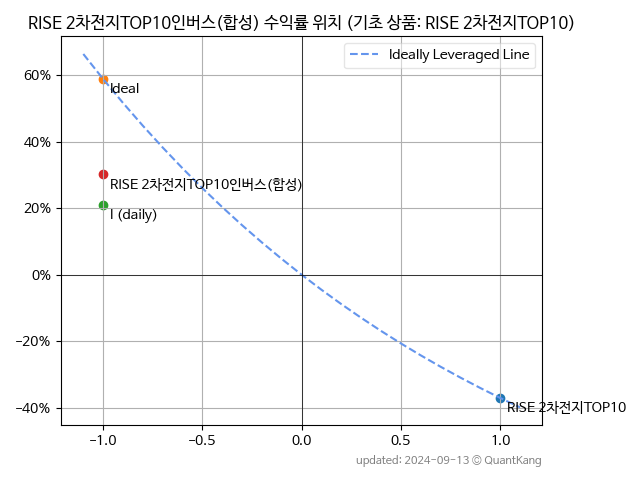 RISE 2차전지TOP10인버스(합성) 수익률 위치 (기초 상품: RISE 2차전지TOP10)
Ideally Leveraged Line
60%
Ideal
40%
RISE 2차전지TOP10인버스(합성)
20%
I (daily)
0%
−20%
−40%
RISE 2차전지TOP10
−1.0
−0.5
0.0
0.5
1.0
updated: 2024-09-13 © QuantKang